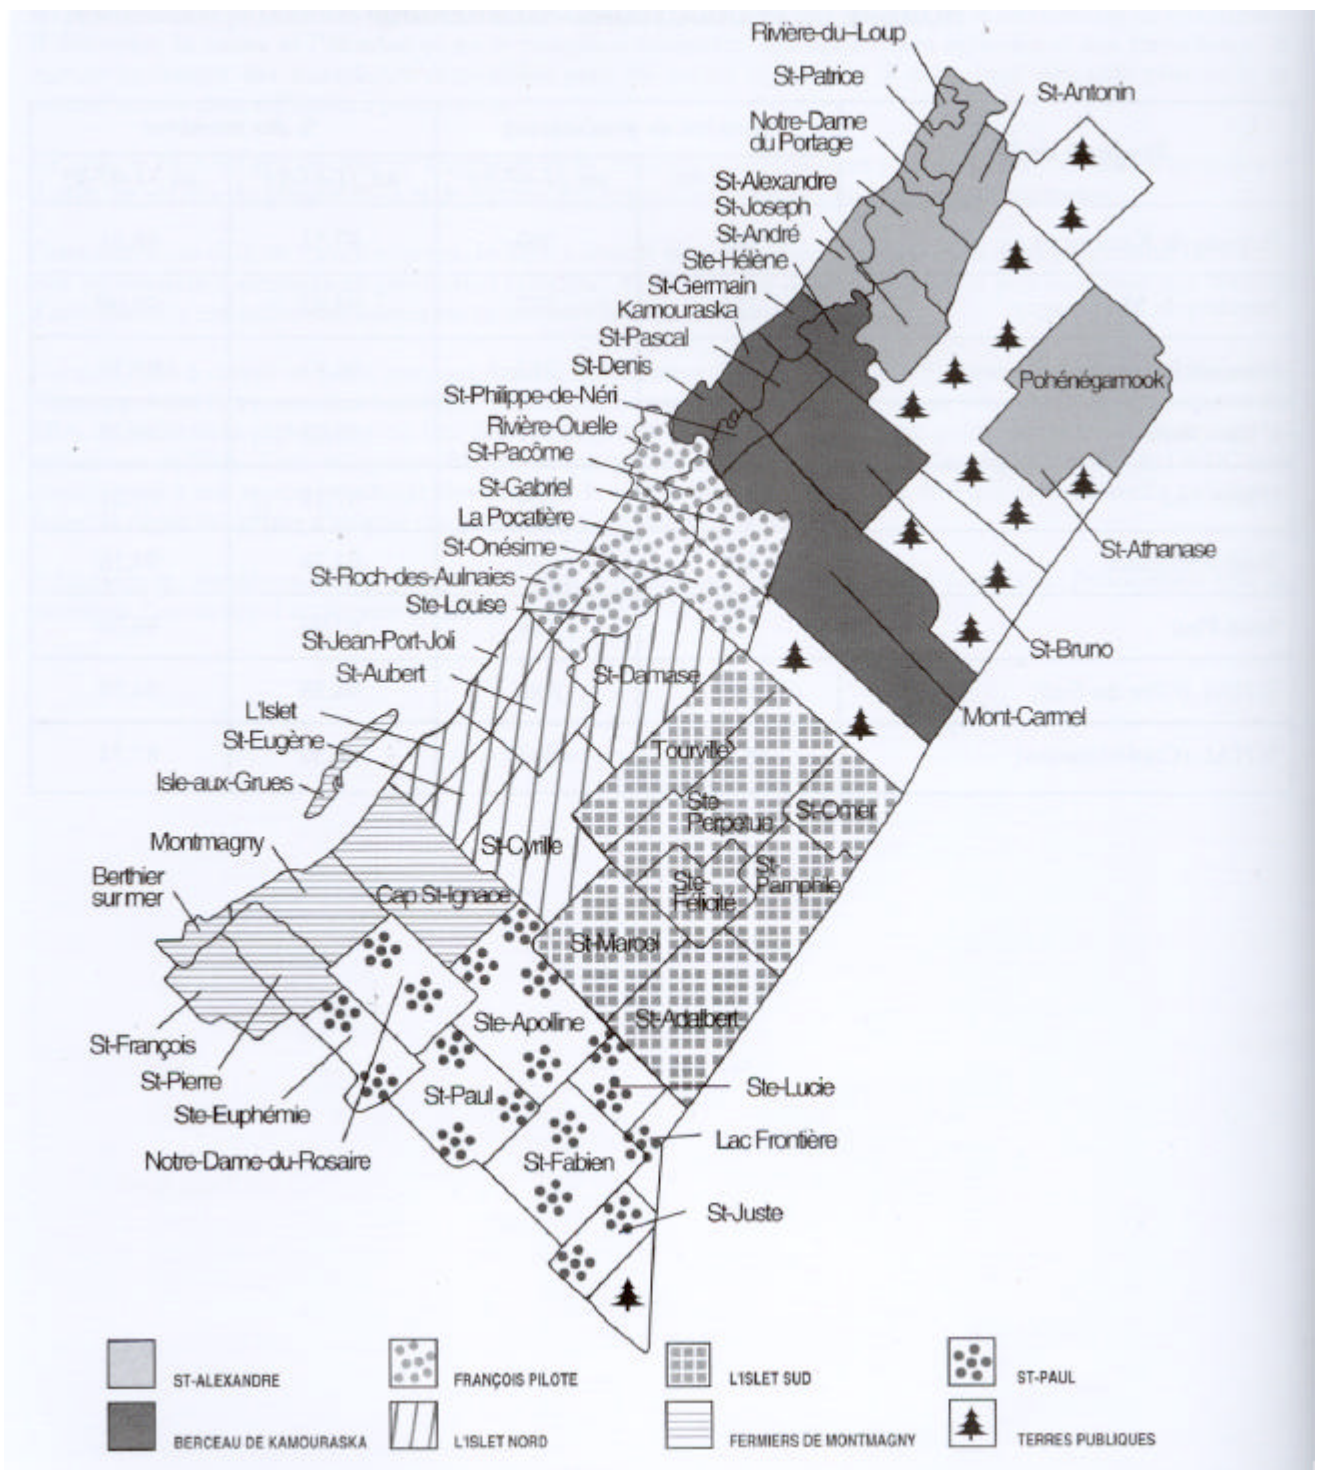 Rivière-du-Loup
St-Patrice
St-Antonin
Notre-Dame
du Portage
St-Alexandre
St-Joseph
St-André
Ste-Hélène
St-Germain
Kamouraska
St-Pascal
St-Denis
Pohénégamook
St-Philippe-de-Néri
Rivière-Ouelle
St-Pacôme
St-Gabriel
La Pocatière
St-Onésime
St-Athanase
St-Roch-des-Aulnaies
Ste-Louise
St-Jean-Port-Joli
St-Bruno
St-Aubert
St-Damase
L'Islet
Mont-Carmel
St-Eugène
Tourville
Isle-aux-Grues
Ste-
Perpétue
St-Omer
Montmagny
St-Cyrille
Berthier
sur mer
St-
Pamphile
Ste-
Félicité
Cap St-Ignace
St-Marcel
Ste-Apolline
St-Adalbert
St-François
St-Pierre
Ste-Lucie
St-Paul
Ste-Euphémie
Lac Frontière
Notre-Dame-du-Rosaire
St-Fabien
St-Juste
ST-ALEXANDRE
FRANÇOIS PILOTE
L'ISLET SUD
ST-PAUL
BERCEAU DE KAMOURASKA
L'ISLET NORD
FERMIERS DE MONTMAGNY
TERRES PUBLIQUES